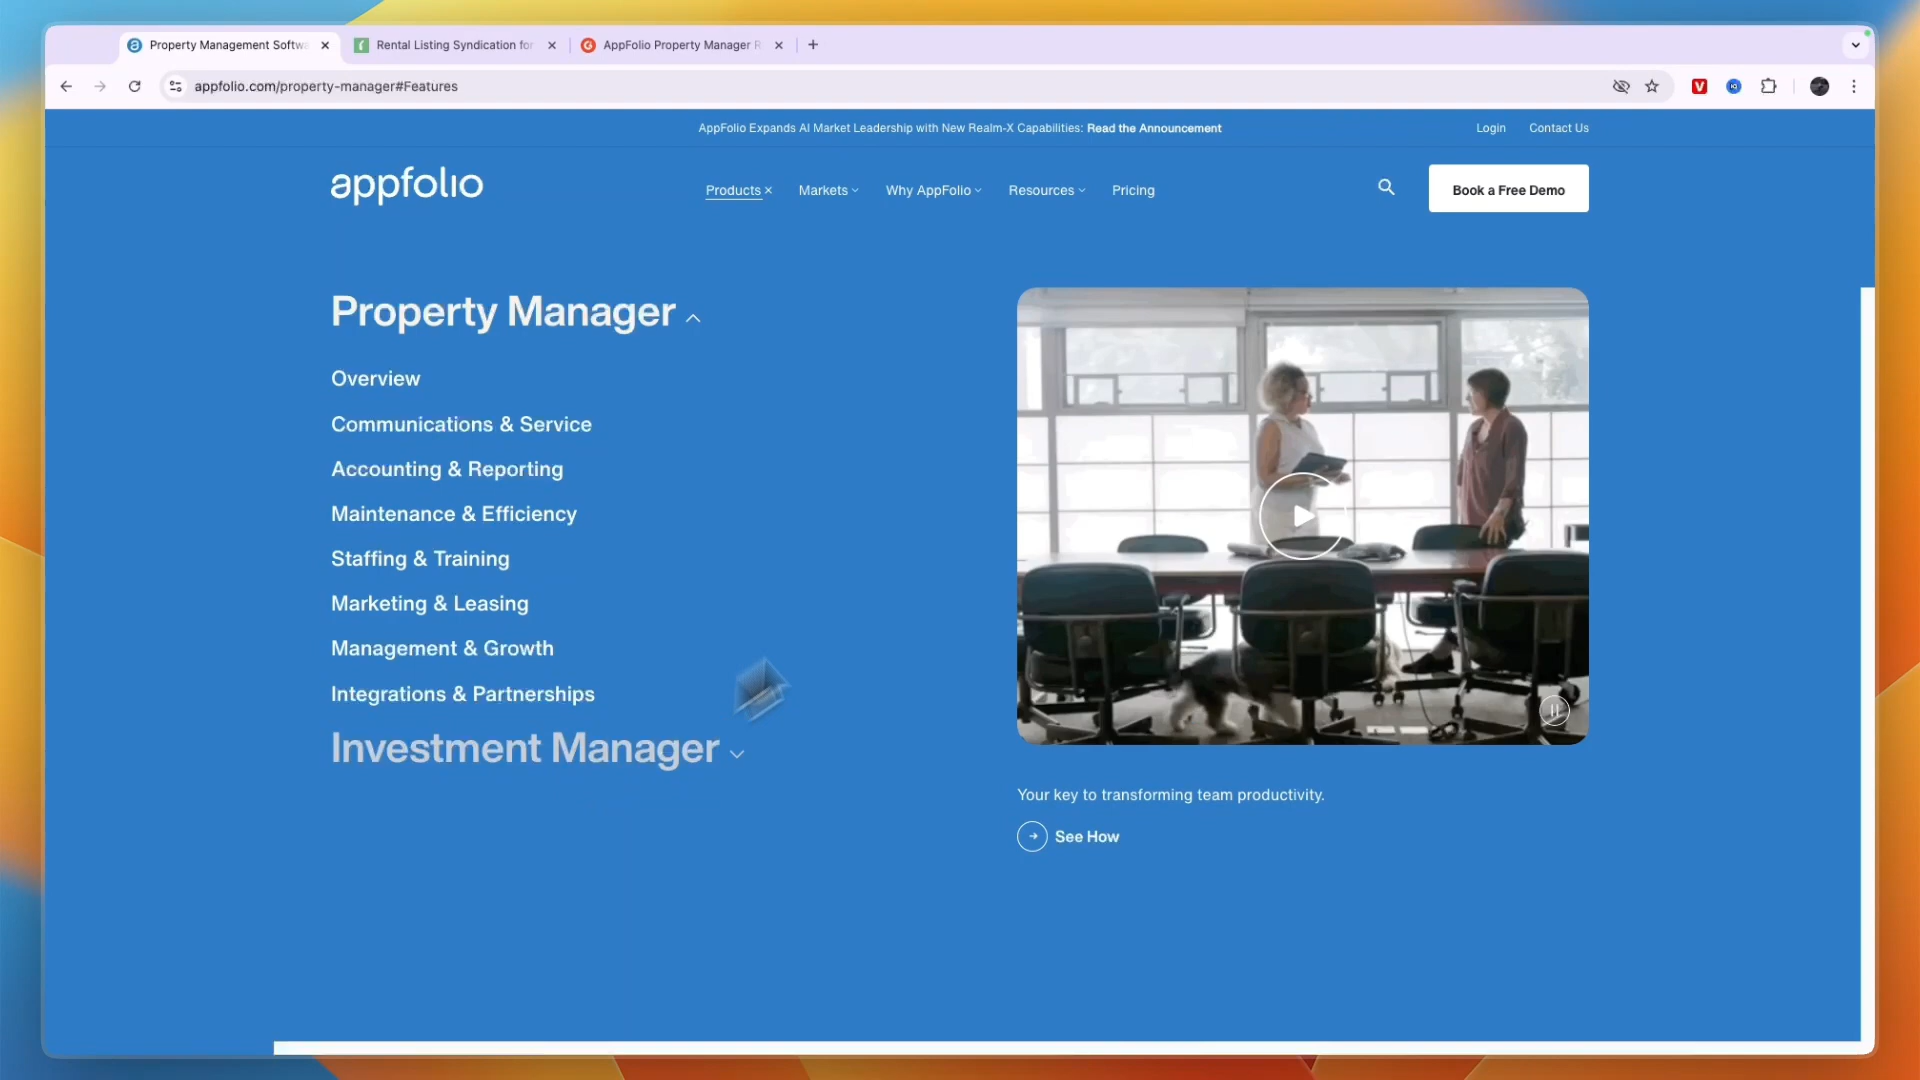 Property Management Softw
Rental Listing Syndication for
AppFolio Property Manager R
appfolio.com/property-manager#Features
AppFolio Expands AI Market Leadership with New Realm-X Capabilities: Read the Announcement
Login
Contact Us
appfolio
Products
Markets
Why AppFolio
Resources
Pricing
Book a Free Demo
Property Manager
Overview
Communications & Service
Accounting & Reporting
Maintenance & Efficiency
Staffing & Training
Marketing & Leasing
Management & Growth
Integrations & Partnerships
Investment Manager
Your key to transforming team productivity.
See How